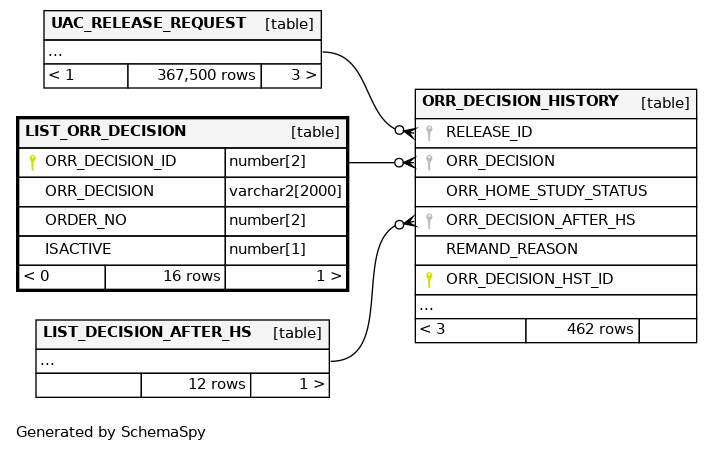 UAC_RELEASE_REQUEST [table]
...
< 1 367,500 rows 3 >
LIST_ORR_DECISION [table]
ORR_DECISION_ID number[2]
ORR_DECISION varchar2[2000]
ORDER_NO number[2]
ISACTIVE number[1]
< 0 16 rows 1 >
LIST_DECISION_AFTER_HS [table]
...
12 rows 1 >
ORR_DECISION_HISTORY [table]
RELEASE_ID
ORR_DECISION
ORR_HOME_STUDY_STATUS
ORR_DECISION_AFTER_HS
REMAND_REASON
ORR_DECISION_HST_ID
...
< 3 462 rows
Generated by SchemaSpy